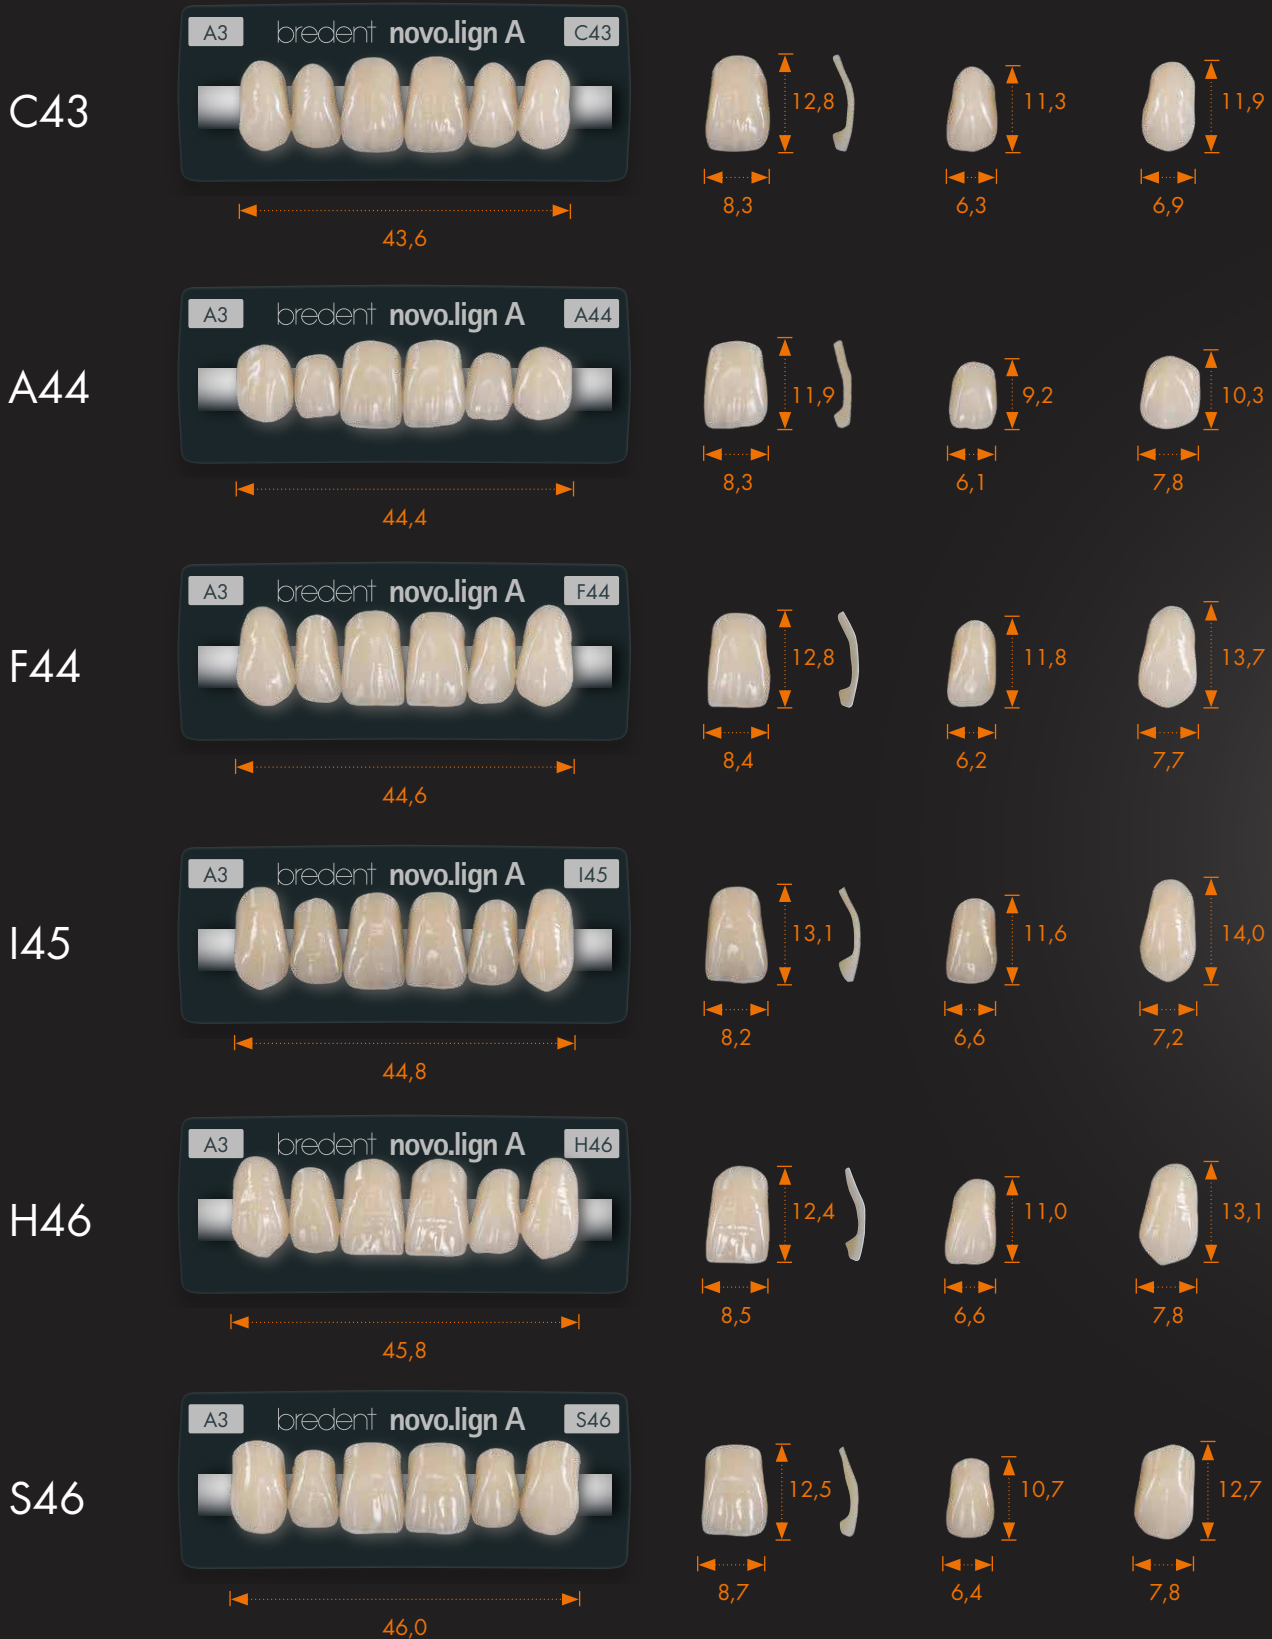 A3 bredent novo.lign A C43
C43
12,8 11,3 11,9
8,3 6,3 6,9
43,6
A3 bredent novo.lign A A44
A44
11,9 9,2 10,3
8,3 6,1 7,8
44,4
A3 bredent novo.lign A F44
F44
12,8 11,8 13,7
8,4 6,2 7,7
44,6
A3 bredent novo.lign A I45
I45
13,1 11,6 14,0
8,2 6,6 7,2
44,8
A3 bredent novo.lign A H46
H46
12,4 11,0 13,1
8,5 6,6 7,8
45,8
A3 bredent novo.lign A S46
S46
12,5 10,7 12,7
8,7 6,4 7,8
46,0